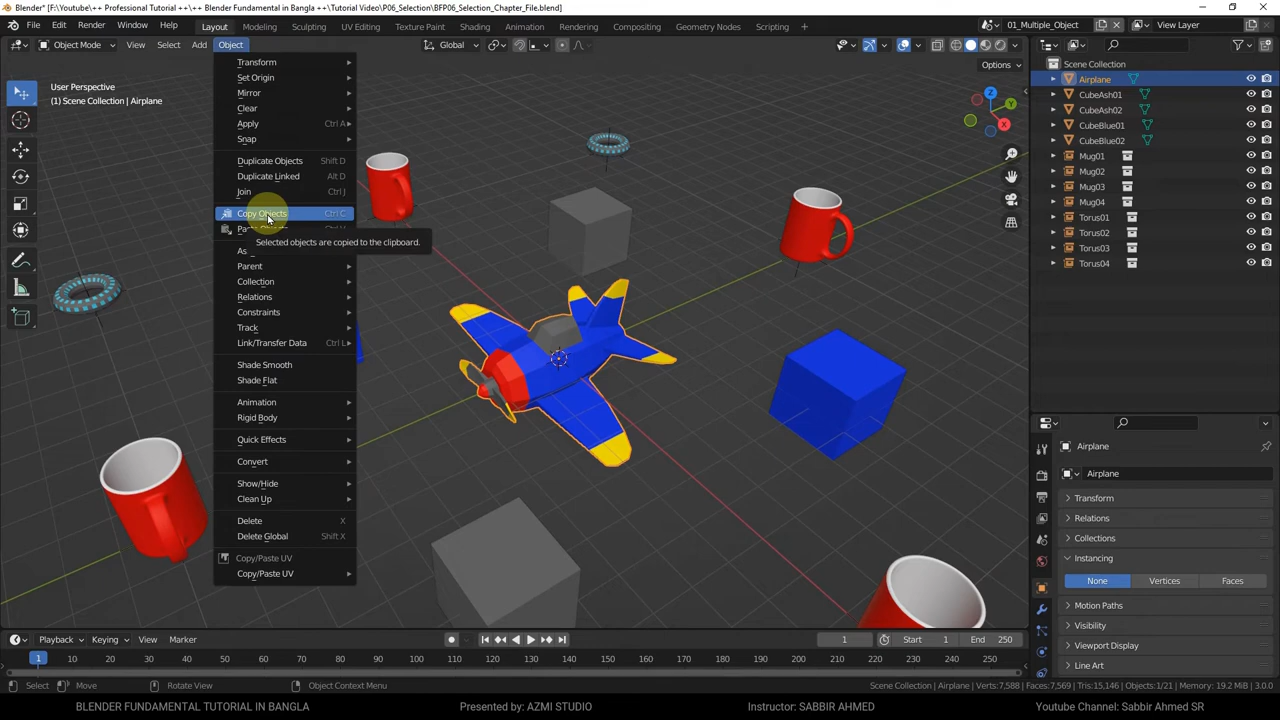 Blender* [F:\Youtube\++ Professional Tutorial ++\++ Blender Fundamental in Bangla ++\Tutorial Video\P06_Selection\BFP06_Selection_Chapter_File.blend]
File Edit Render Window Help Layout Modeling Sculpting UV Editing Texture Paint Shading Animation Rendering Compositing Geometry Nodes Scripting 01_Multiple_Object View Layer
Object Mode View Select Add Object Global
Options
User Perspective
(1) Scene Collection | Airplane
Transform
Set Origin
Mirror
Clear
Apply Ctrl A
Snap
Duplicate Objects Shift D
Duplicate Linked Alt D
Join Ctrl J
Copy Objects Ctrl C
Selected objects are copied to the clipboard.
Parent
Collection
Relations
Constraints
Track
Link/Transfer Data Ctrl L
Shade Smooth
Shade Flat
Animation
Rigid Body
Quick Effects
Convert
Show/Hide
Clean Up
Delete X
Delete Global Shift X
Copy/Paste UV
Copy/Paste UV
Z
Y
X
Scene Collection
Airplane
CubeAsh01
CubeAsh02
CubeBlue01
CubeBlue02
Mug01
Mug02
Mug03
Mug04
Torus01
Torus02
Torus03
Torus04
Airplane
Airplane
Transform
Relations
Collections
Instancing
None Vertices Faces
Motion Paths
Visibility
Viewport Display
Line Art
Playback Keying View Marker 1 Start 1 End 250
1 10 20 30 40 50 60 70 80 90 100 110 120 130 140 150 160 170 180 190 200 210 220 230 240 250
Select Move Rotate View Object Context Menu Scene Collection | Airplane | Verts:7,588 | Faces:7,569 | Tris:15,146 | Objects:1/21 | Memory: 19.2 MiB | 3.0.0
BLENDER FUNDAMENTAL TUTORIAL IN BANGLA Presented by: AZMI STUDIO Instructor: SABBIR AHMED Youtube Channel: Sabbir Ahmed SR